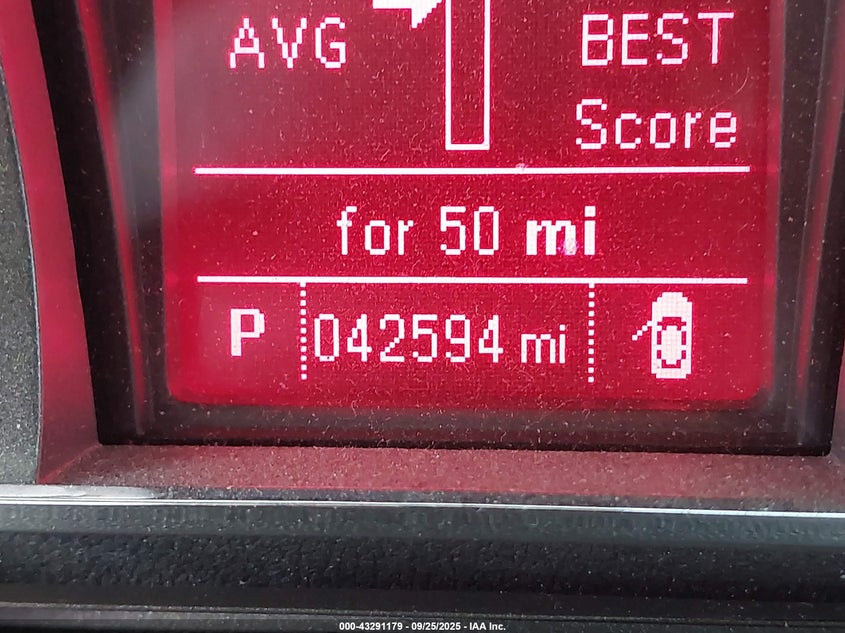 AVG BEST
Score
for 50 mi
P 042594 mi
000-43291179 - 09/25/2025 - IAA Inc.